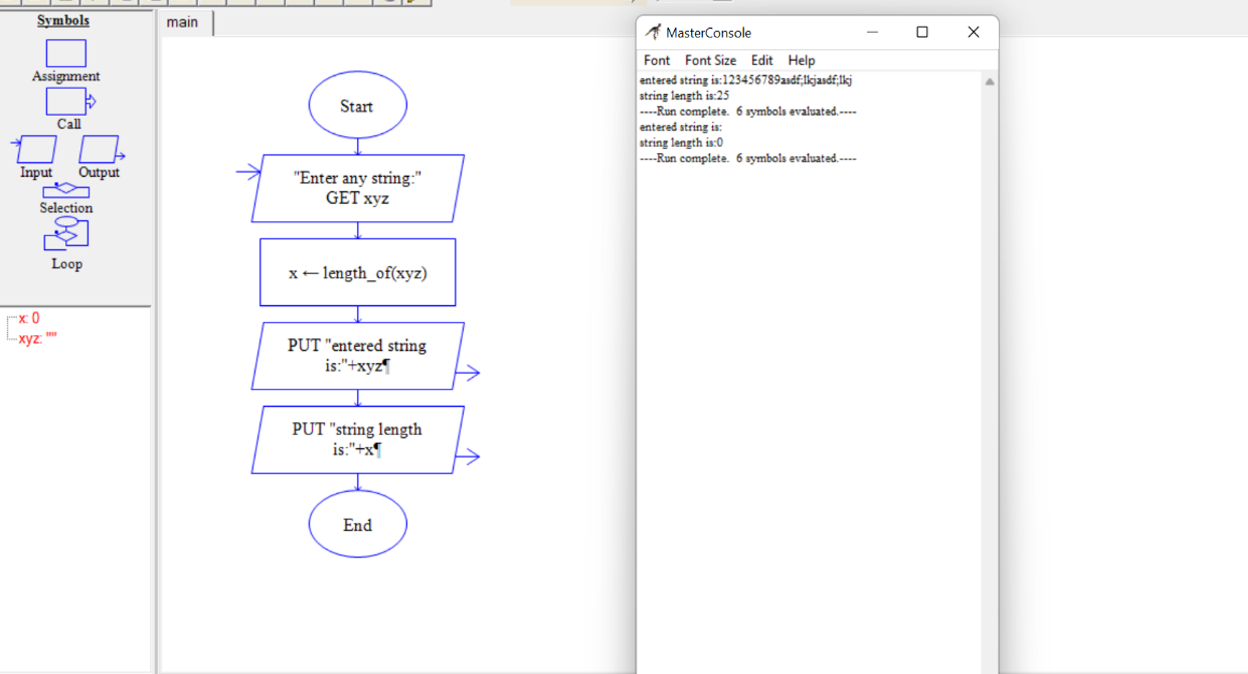 Symbols
Assignment
Call
Input Output
Selection
Loop
x: 0
xyz: ""
main
Start
"Enter any string:"
GET xyz
x ← length_of(xyz)
PUT "entered string
is:"+xyz¶
PUT "string length
is:"+x¶
End
MasterConsole
Font Font Size Edit Help
entered string is:123456789asdf;lkjasdf;lkj
string length is:25
----Run complete. 6 symbols evaluated.----
entered string is:
string length is:0
----Run complete. 6 symbols evaluated.----